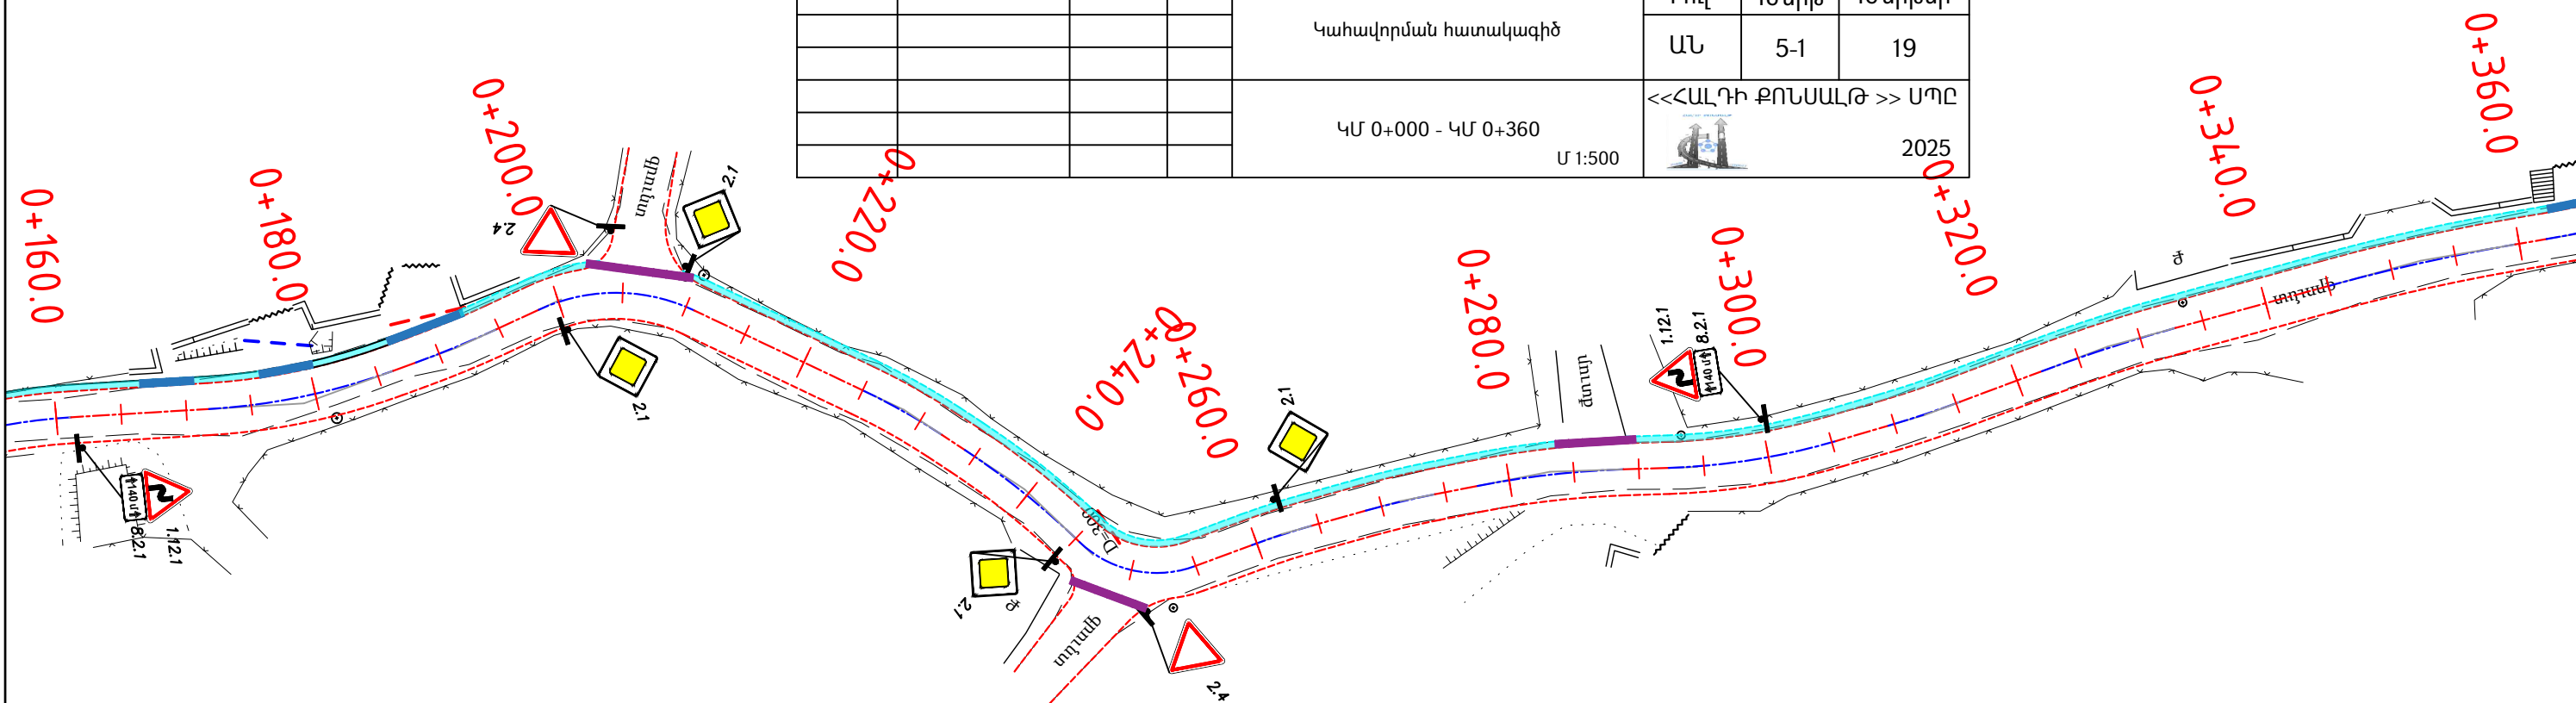 Կահավորման հատակագիծ
ԱՆ
5-1
19
ԿՄ 0+000 - ԿՄ 0+360
Մ 1:500
<<ՀԱԼԴԻ ՔՈՆՍԱԼԹ >> ՍՊԸ
2025
0+160.0
0+180.0
0+200.0
0+220.0
0+240.0
0+260.0
0+280.0
0+300.0
0+320.0
0+340.0
0+360.0
2.4
գրունտ
2.1
2.1
140 մ
8.2.1
1.12.1
D=300
2.1
Ժ
գրունտ
2.4
2.1
1.12.1
8.2.1
140 մ
Ժ